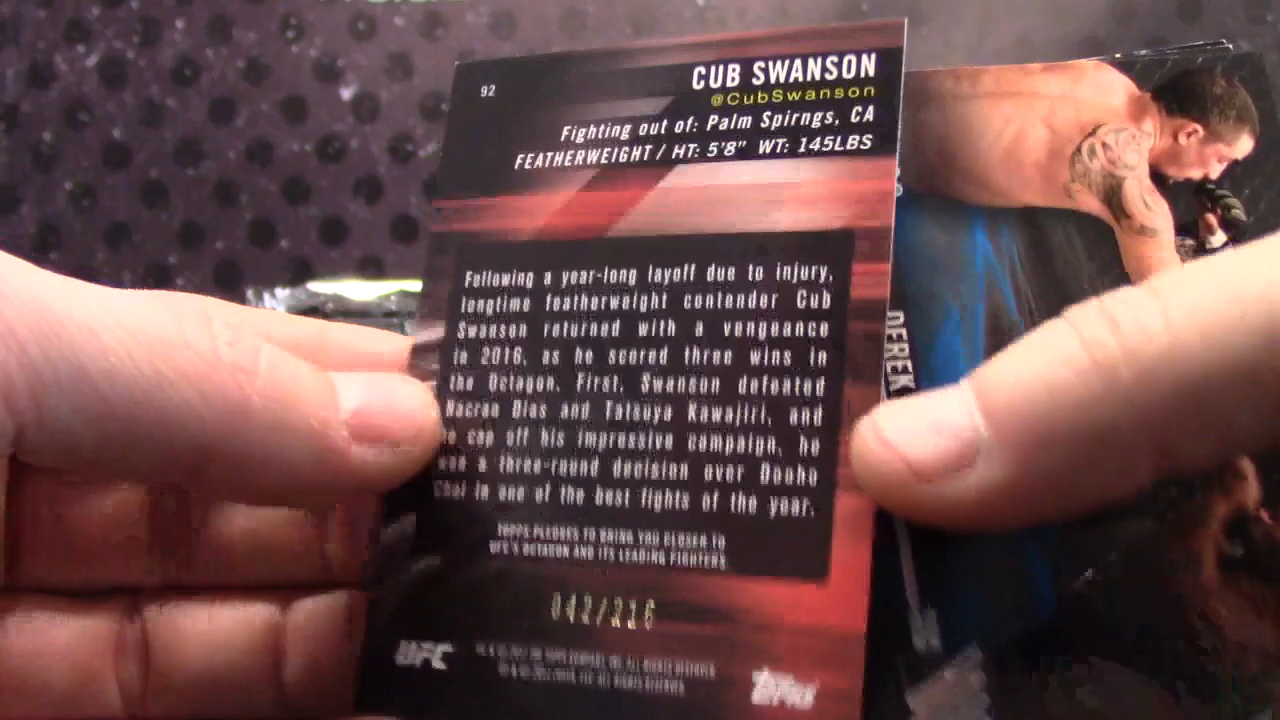 92
CUB SWANSON
@CubSwanson
Fighting out of: Palm Spirngs, CA
FEATHERWEIGHT / HT: 5'8" WT: 145LBS
Following a year-long layoff due to injury,
longtime featherweight contender Cub
Swanson returned with a vengeance
in 2016, as he scored three wins in
the Octagon. First, Swanson defeated
Nacran Dias and Tatsuya Kawajiri, and
cap off his impressive campaign, he
a three-round decision over Dooho
Choi in one of the best fights of the year.
TOPPS PLEDGES TO BRING YOU CLOSER TO
UFC'S OCTAGON AND ITS LEADING FIGHTERS.
042/216
UFC
Topps
DEREK